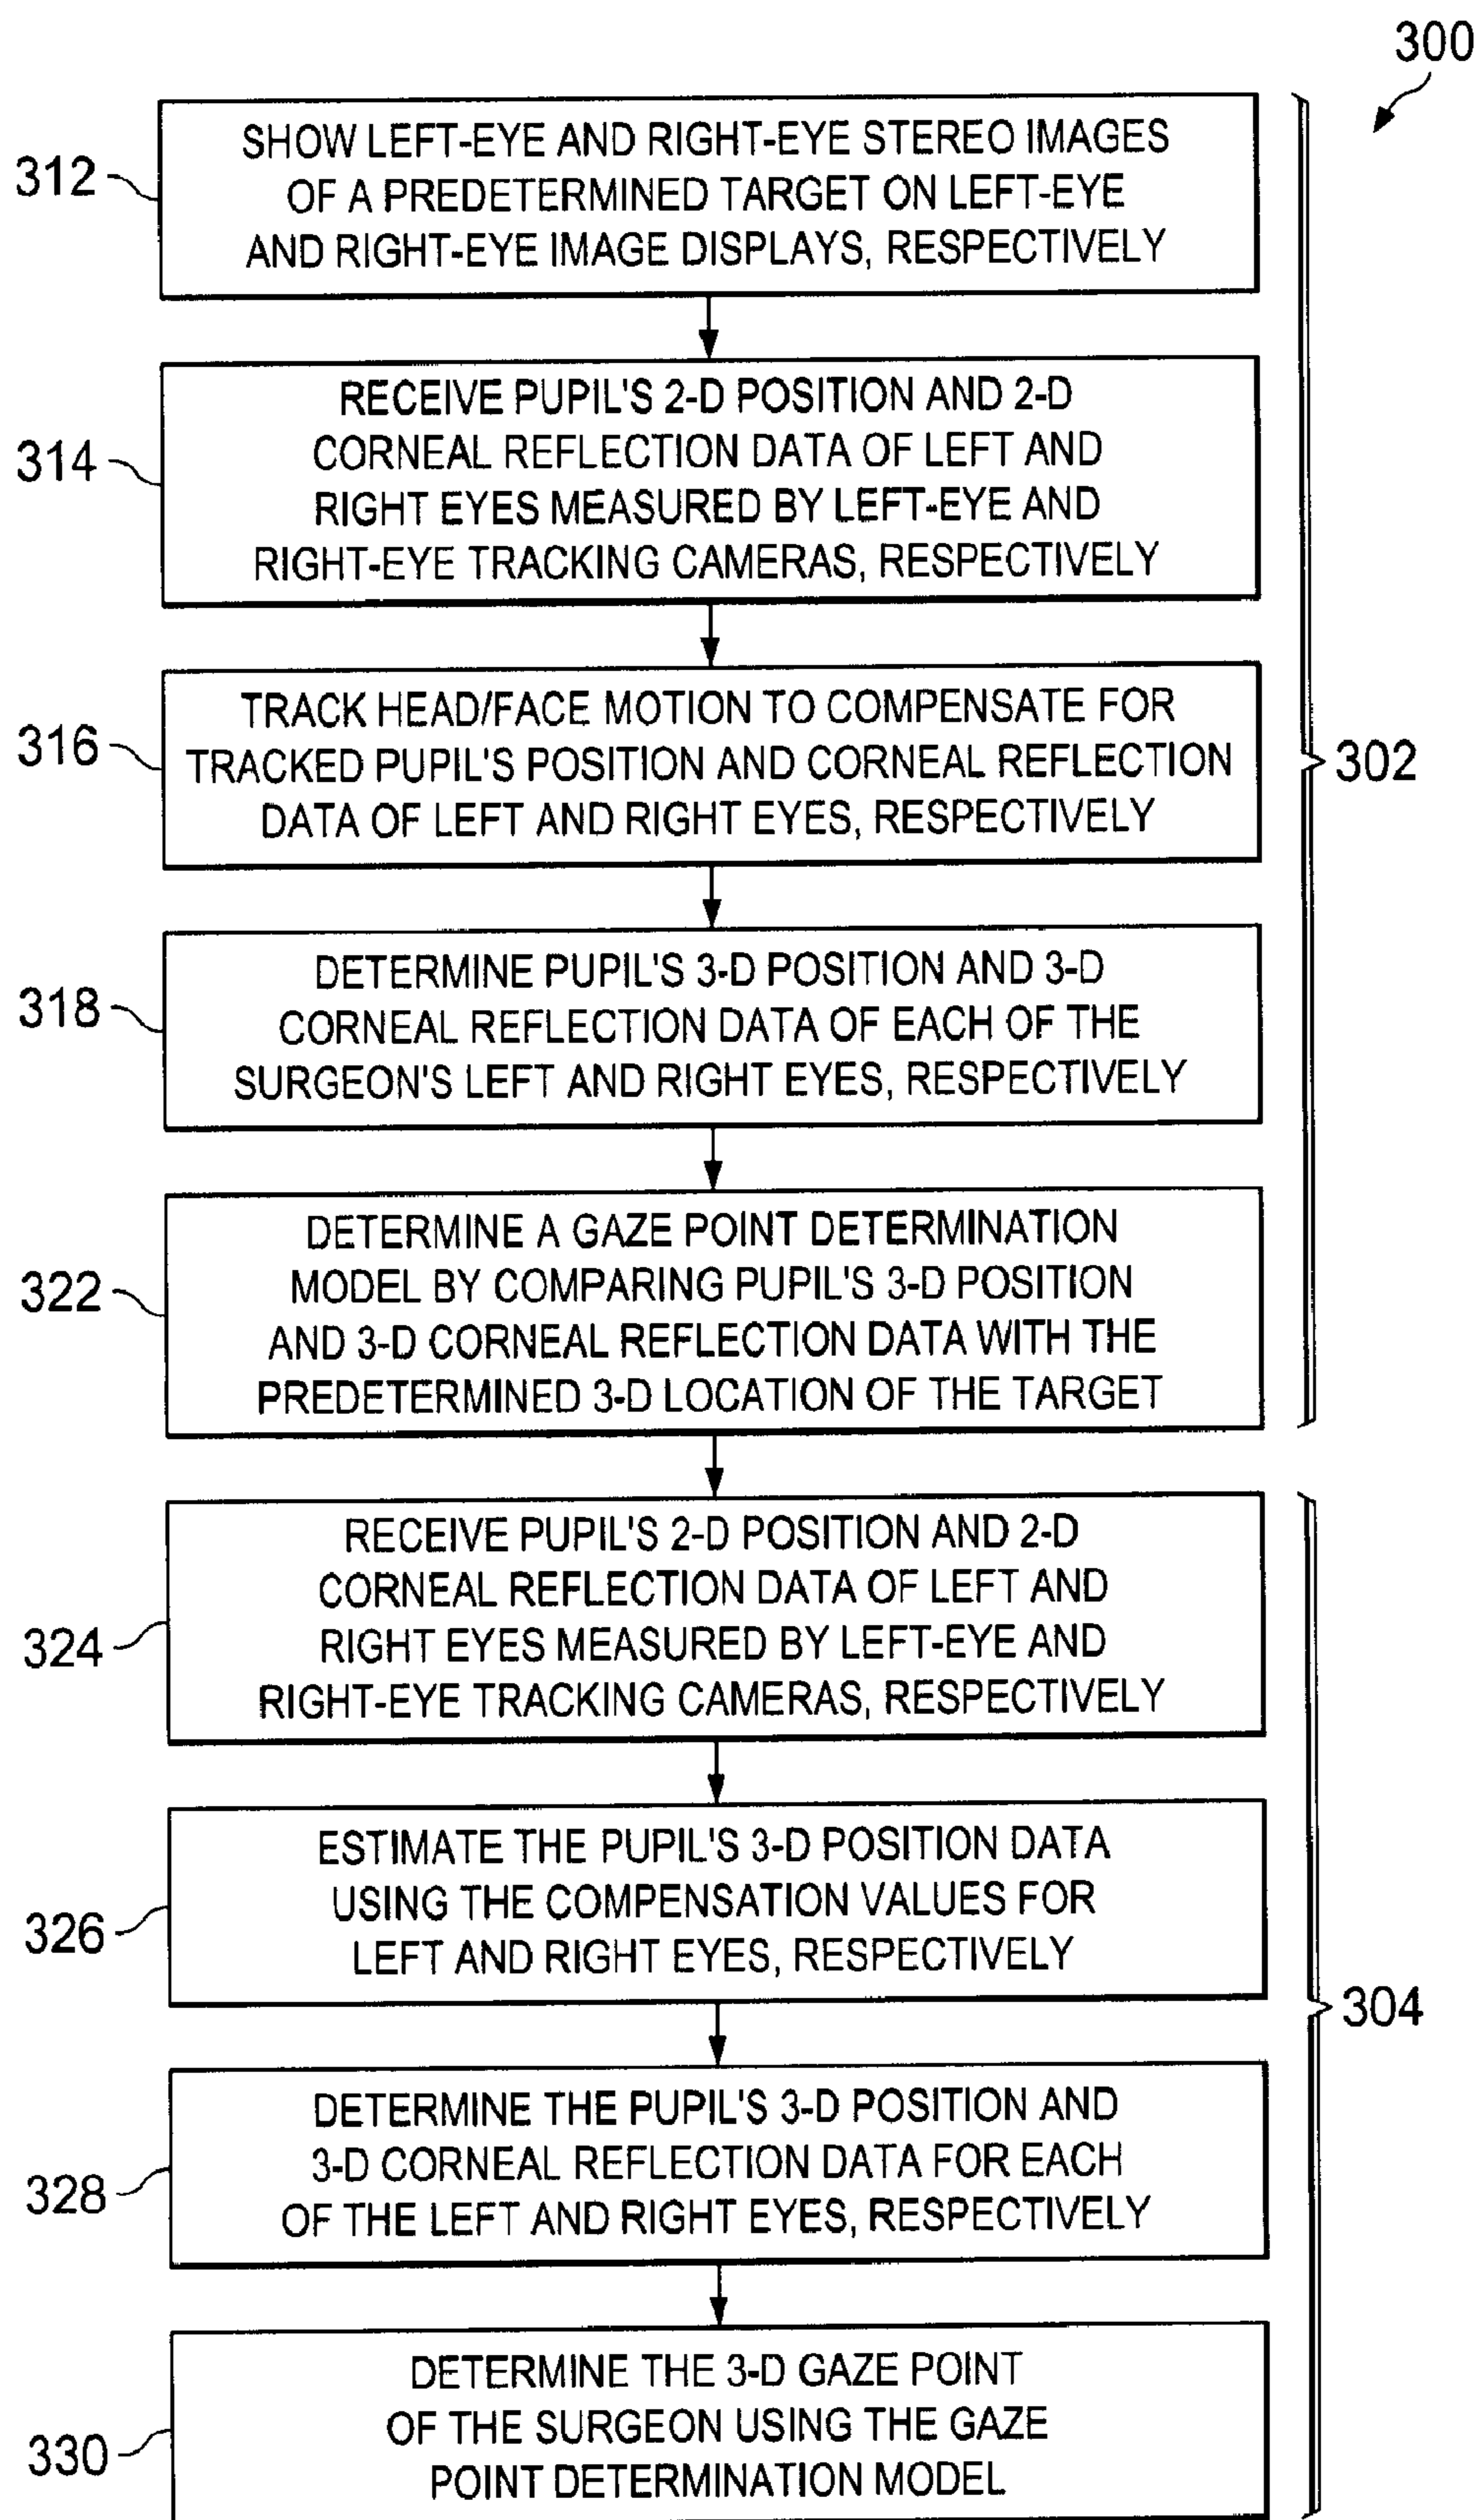 300
312
SHOW LEFT-EYE AND RIGHT-EYE STEREO IMAGES
OF A PREDETERMINED TARGET ON LEFT-EYE
AND RIGHT-EYE IMAGE DISPLAYS, RESPECTIVELY
314
RECEIVE PUPIL'S 2-D POSITION AND 2-D
CORNEAL REFLECTION DATA OF LEFT AND
RIGHT EYES MEASURED BY LEFT-EYE AND
RIGHT-EYE TRACKING CAMERAS, RESPECTIVELY
316
TRACK HEAD/FACE MOTION TO COMPENSATE FOR
TRACKED PUPIL'S POSITION AND CORNEAL REFLECTION
DATA OF LEFT AND RIGHT EYES, RESPECTIVELY
302
318
DETERMINE PUPIL'S 3-D POSITION AND 3-D
CORNEAL REFLECTION DATA OF EACH OF THE
SURGEON'S LEFT AND RIGHT EYES, RESPECTIVELY
322
DETERMINE A GAZE POINT DETERMINATION
MODEL BY COMPARING PUPIL'S 3-D POSITION
AND 3-D CORNEAL REFLECTION DATA WITH THE
PREDETERMINED 3-D LOCATION OF THE TARGET
324
RECEIVE PUPIL'S 2-D POSITION AND 2-D
CORNEAL REFLECTION DATA OF LEFT AND
RIGHT EYES MEASURED BY LEFT-EYE AND
RIGHT-EYE TRACKING CAMERAS, RESPECTIVELY
326
ESTIMATE THE PUPIL'S 3-D POSITION DATA
USING THE COMPENSATION VALUES FOR
LEFT AND RIGHT EYES, RESPECTIVELY
304
328
DETERMINE THE PUPIL'S 3-D POSITION AND
3-D CORNEAL REFLECTION DATA FOR EACH
OF THE LEFT AND RIGHT EYES, RESPECTIVELY
330
DETERMINE THE 3-D GAZE POINT
OF THE SURGEON USING THE GAZE
POINT DETERMINATION MODEL